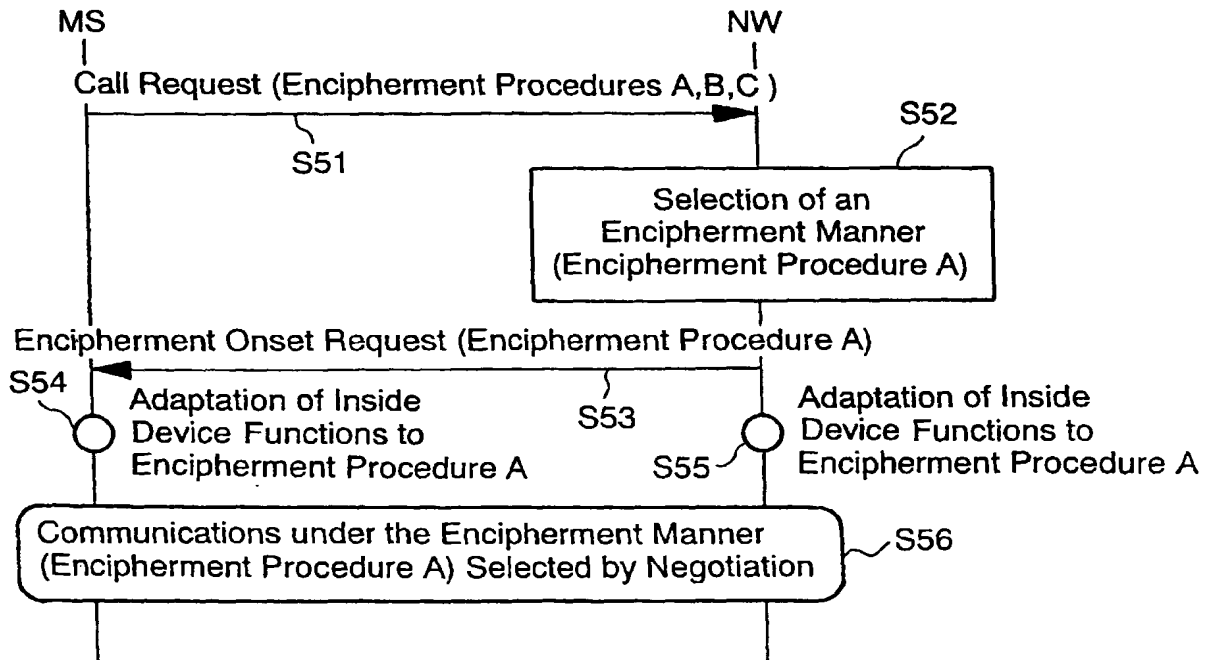 MS
NW
Call Request (Encipherment Procedures A,B,C )
S51
S52
Selection of an
Encipherment Manner
(Encipherment Procedure A)
Encipherment Onset Request (Encipherment Procedure A)
S53
S54
Adaptation of Inside
Device Functions to
Encipherment Procedure A
S55
Adaptation of Inside
Device Functions to
Encipherment Procedure A
Communications under the Encipherment Manner
(Encipherment Procedure A) Selected by Negotiation
S56